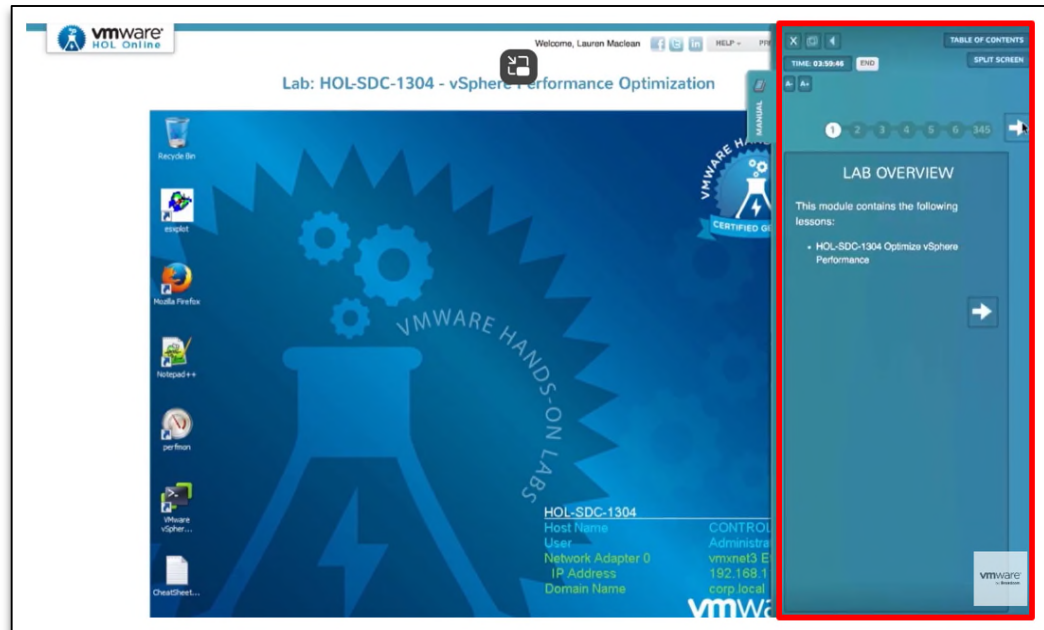 vmware
HOL Online
Welcome, Lauren Maclean
HELP
Lab: HOL-SDC-1304 - vSphere Performance Optimization
MANUAL
TABLE OF CONTENTS
TIME: 03:59:46
END
SPLIT SCREEN
A-
A+
1 2 3 4 5 6 345
LAB OVERVIEW
This module contains the following
lessons:
• HOL-SDC-1304 Optimize vSphere
Performance
Recycle Bin
esxplot
Mozilla Firefox
Notepad++
perfmon
VMware
vSpher...
CheatSheet...
VMWARE HANDS-ON LABS
VMWARE
CERTIFIED
HOL-SDC-1304
Host Name CONTROL
User Administra
Network Adapter 0 vmxnet3 E
IP Address 192.168.1
Domain Name corp.local
vmwa
vmware
by Broadcom